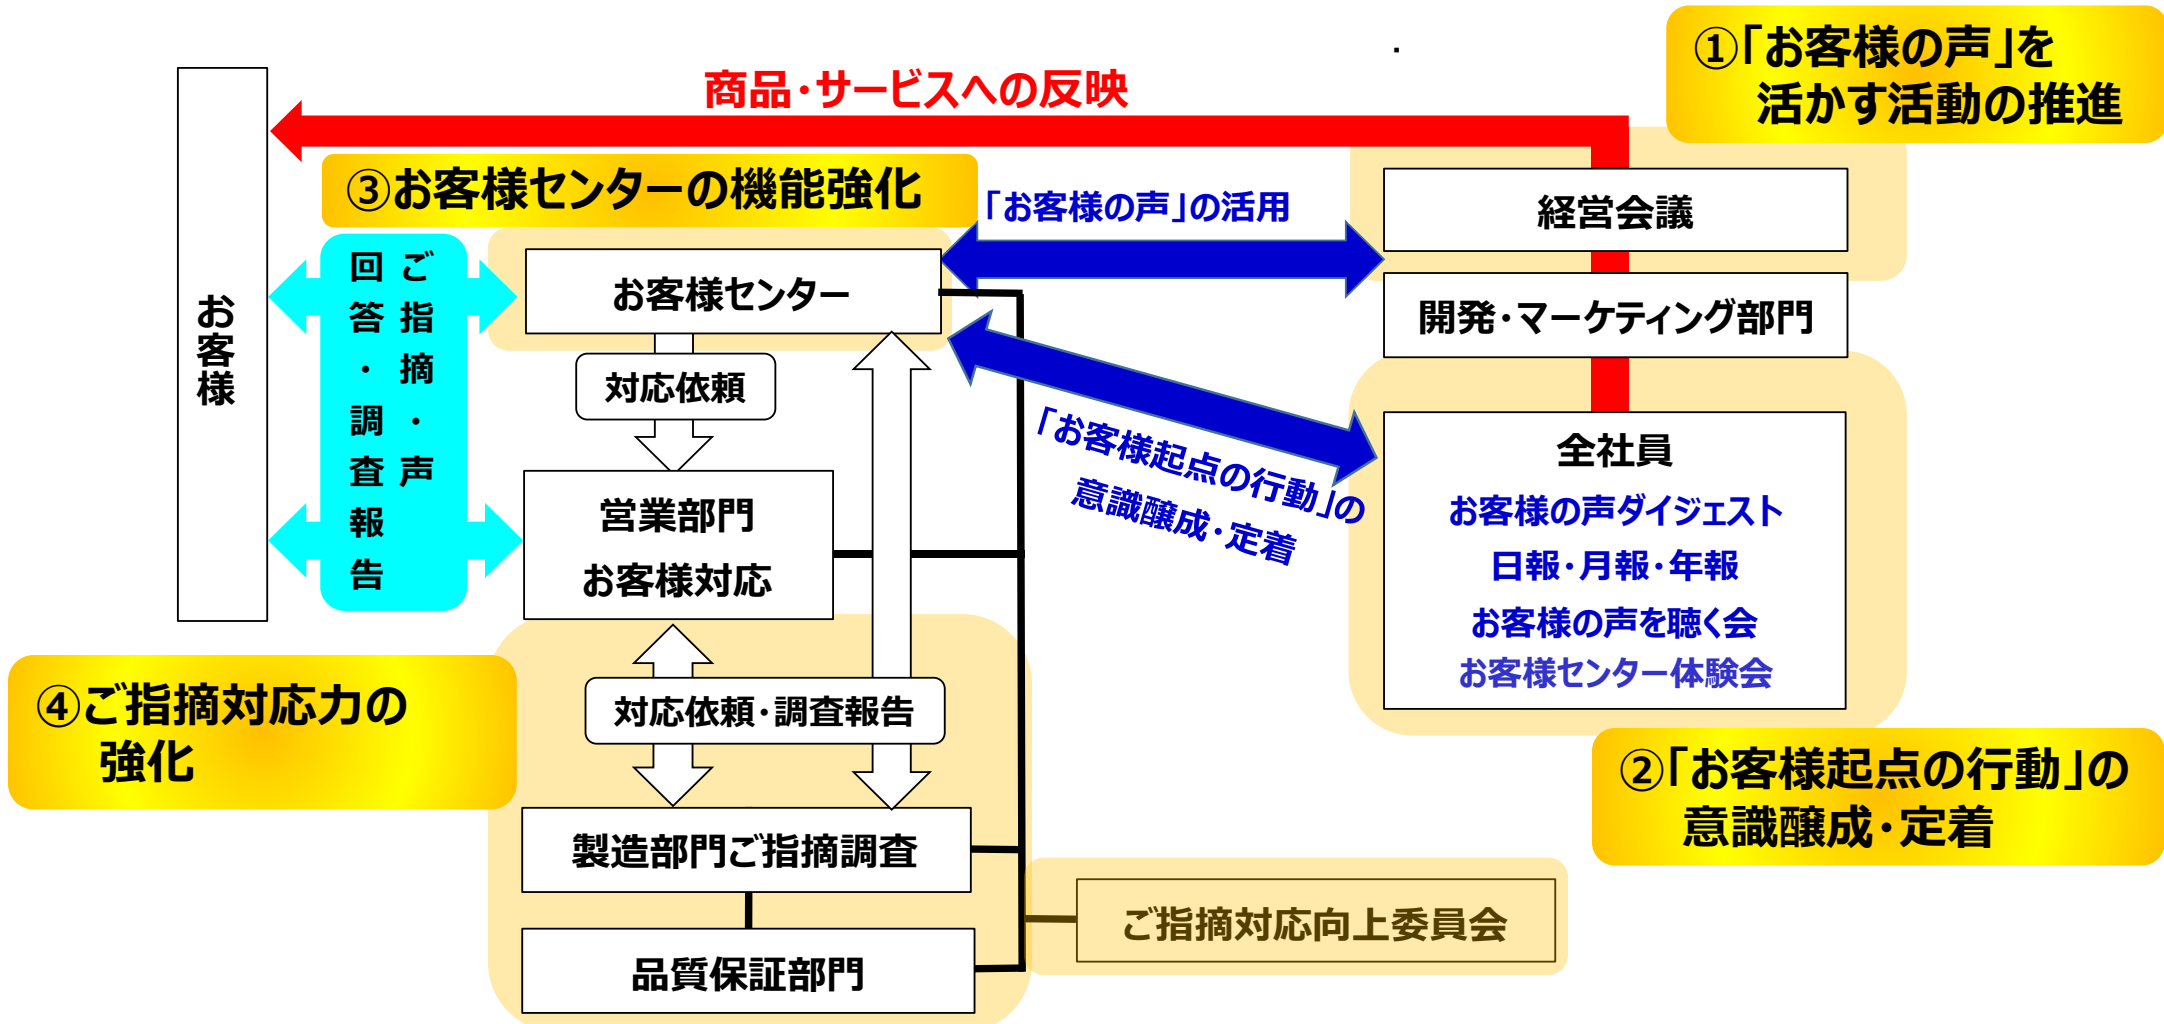 ①「お客様の声」を
活かす活動の推進
商品・サービスへの反映
お客様
③お客様センターの機能強化
「お客様の声」の活用
経営会議
ご指摘・声
回答・調査報告
お客様センター
開発・マーケティング部門
対応依頼
「お客様起点の行動」の
意識醸成・定着
全社員
お客様の声ダイジェスト
日報・月報・年報
お客様の声を聴く会
お客様センター体験会
営業部門
お客様対応
④ご指摘対応力の
強化
対応依頼・調査報告
②「お客様起点の行動」の
意識醸成・定着
製造部門ご指摘調査
ご指摘対応向上委員会
品質保証部門